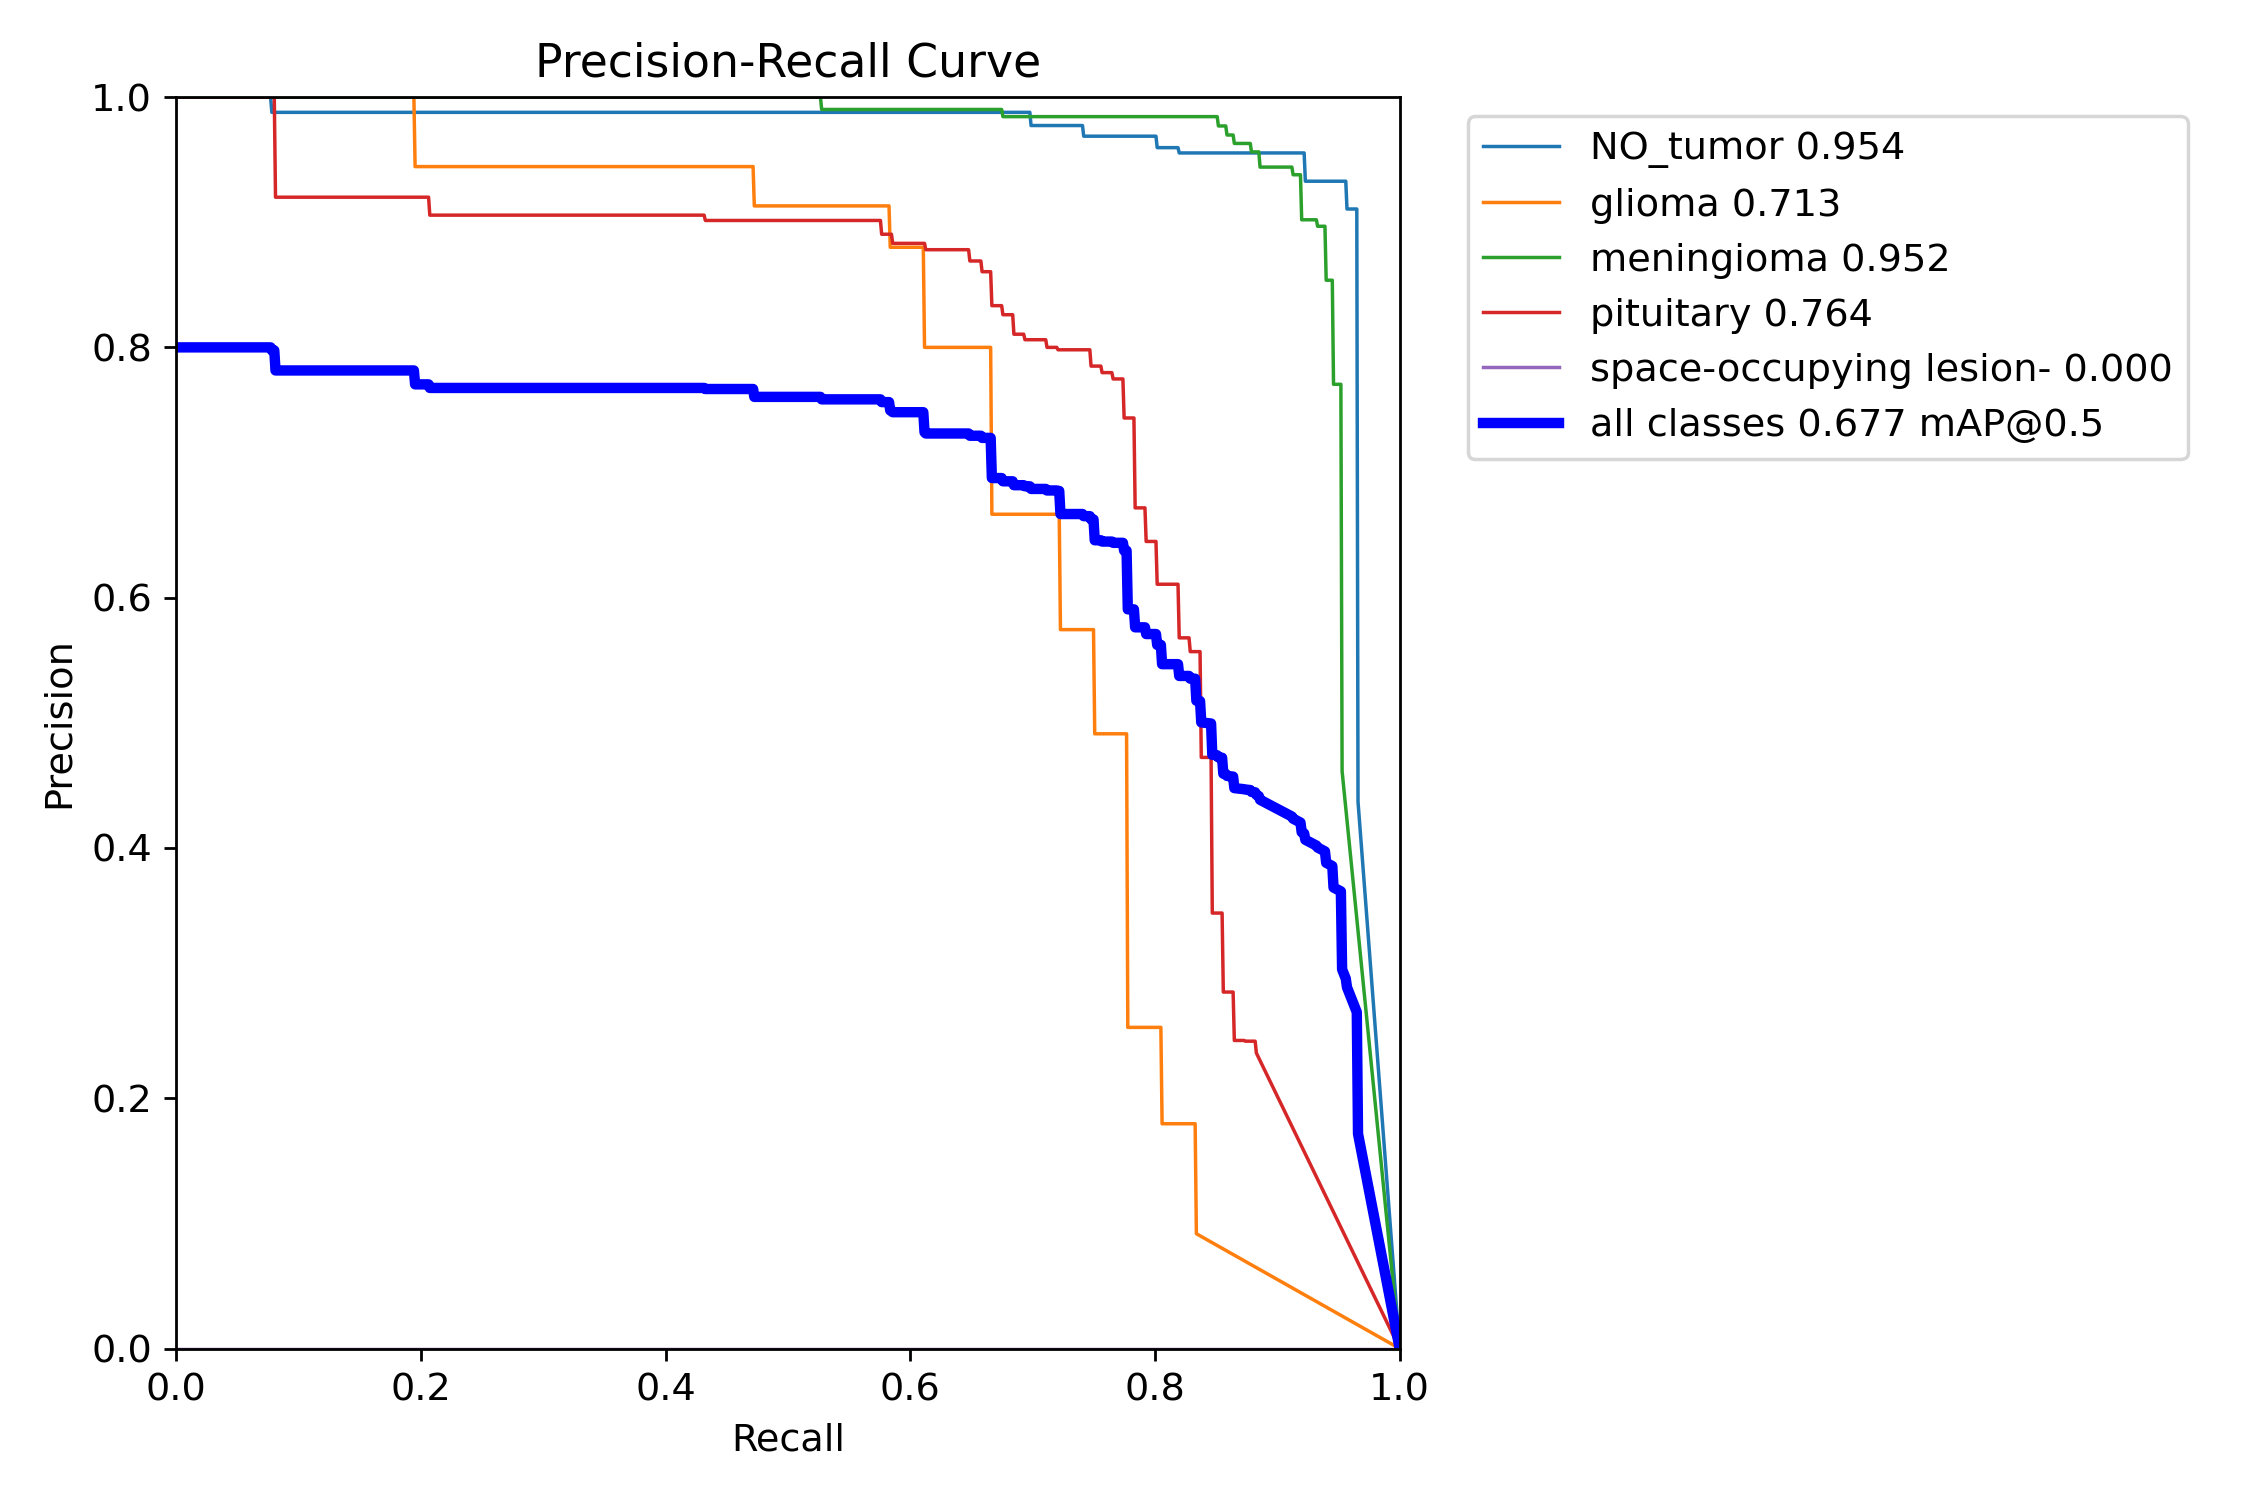 Precision-Recall Curve
1.0
0.8
0.6
0.4
0.2
0.0
Precision
0.0 0.2 0.4 0.6 0.8 1.0
Recall
NO_tumor 0.954
glioma 0.713
meningioma 0.952
pituitary 0.764
space-occupying lesion- 0.000
all classes 0.677 mAP@0.5